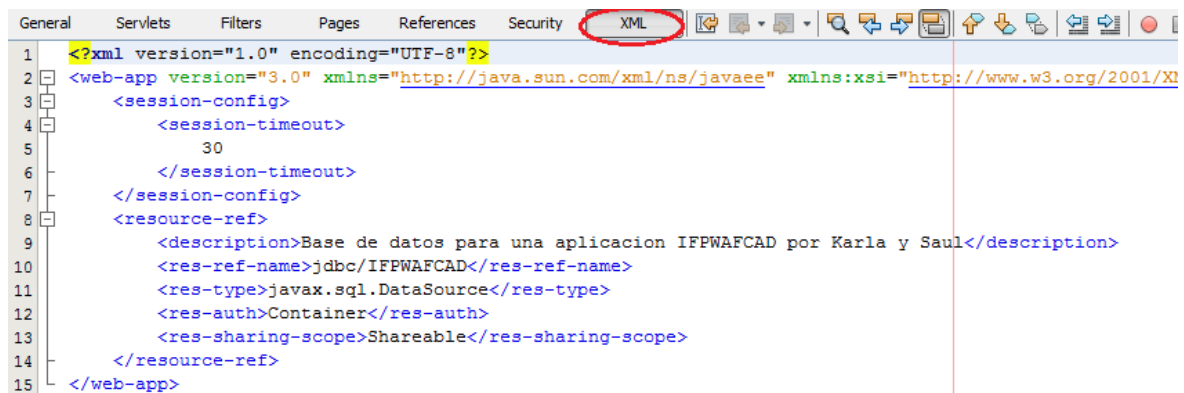 General Servlets Filters Pages References Security XML
1 <?xml version="1.0" encoding="UTF-8"?>
2 <web-app version="3.0" xmlns="http://java.sun.com/xml/ns/javaee" xmlns:xsi="http://www.w3.org/2001/XM
3 <session-config>
4 <session-timeout>
5 30
6 </session-timeout>
7 </session-config>
8 <resource-ref>
9 <description>Base de datos para una aplicacion IFPWAFCAD por Karla y Saul</description>
10 <res-ref-name>jdbc/IFPWAFCAD</res-ref-name>
11 <res-type>javax.sql.DataSource</res-type>
12 <res-auth>Container</res-auth>
13 <res-sharing-scope>Shareable</res-sharing-scope>
14 </resource-ref>
15 </web-app>